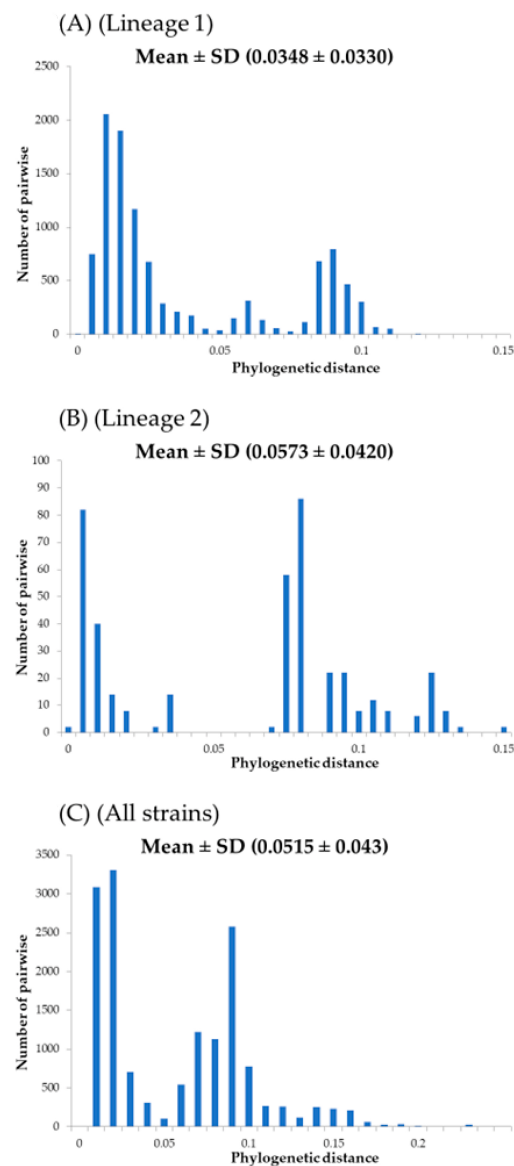 (A) (Lineage 1)
Mean ± SD (0.0348 ± 0.0330)
2500
2000
1500
1000
500
0
Number of pairwise
0 0.05 0.1 0.15
Phylogenetic distance
(B) (Lineage 2)
Mean ± SD (0.0573 ± 0.0420)
100
90
80
70
60
50
40
30
20
10
0
Number of pairwise
0 0.05 0.1 0.15
Phylogenetic distance
(C) (All strains)
Mean ± SD (0.0515 ± 0.043)
3500
3000
2500
2000
1500
1000
500
0
Number of pairwise
0 0.05 0.1 0.15 0.2
Phylogenetic distance